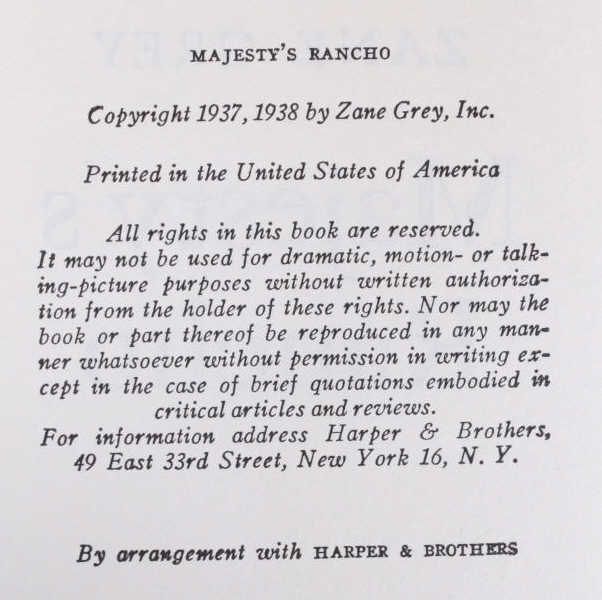 MAJESTY'S RANCHO
Copyright 1937, 1938 by Zane Grey, Inc.
Printed in the United States of America
All rights in this book are reserved.
It may not be used for dramatic, motion- or talk-
ing-picture purposes without written authoriza-
tion from the holder of these rights. Nor may the
book or part thereof be reproduced in any man-
ner whatsoever without permission in writing ex-
cept in the case of brief quotations embodied in
critical articles and reviews.
For information address Harper & Brothers,
49 East 33rd Street, New York 16, N. Y.
By arrangement with HARPER & BROTHERS